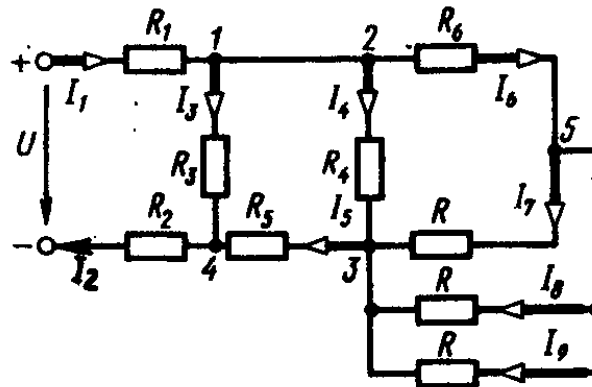 R₁ 1 2 R₆
+ I₁ I₃ I₄ I₆ 5
U R₃ R₄ I₇
R₂ R₅ I₅ R
− I₂ 4 3
R I₈
R I₉